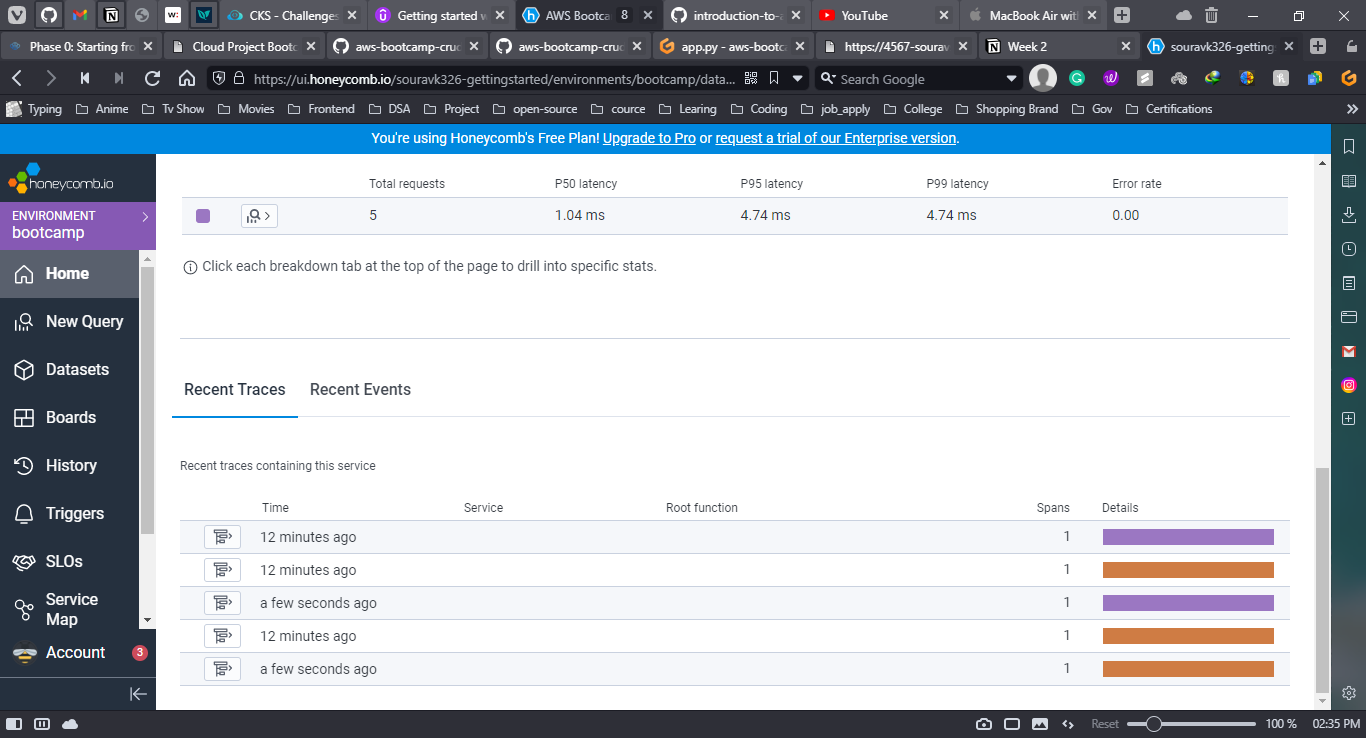 CKS - Challenges
Getting started w
AWS Bootca
8
introduction-to-a
YouTube
MacBook Air with
Phase 0: Starting fro
Cloud Project Bootc
aws-bootcamp-cruc
aws-bootcamp-cruc
app.py - aws-bootc
https://4567-sourav
Week 2
souravk326-getting
https://ui.honeycomb.io/souravk326-gettingstarted/environments/bootcamp/data...
Search Google
Typing
Anime
Tv Show
Movies
Frontend
DSA
Project
open-source
cource
Learing
Coding
job_apply
College
Shopping Brand
Gov
Certifications
You're using Honeycomb's Free Plan! Upgrade to Pro or request a trial of our Enterprise version.
honeycomb.io
ENVIRONMENT
bootcamp
Home
New Query
Datasets
Boards
History
Triggers
SLOs
Service
Map
Account
3
Total requests
P50 latency
P95 latency
P99 latency
Error rate
5
1.04 ms
4.74 ms
4.74 ms
0.00
Click each breakdown tab at the top of the page to drill into specific stats.
Recent Traces
Recent Events
Recent traces containing this service
Time
Service
Root function
Spans
Details
12 minutes ago
1
12 minutes ago
1
a few seconds ago
1
12 minutes ago
1
a few seconds ago
1
Reset
100 %
02:35 PM